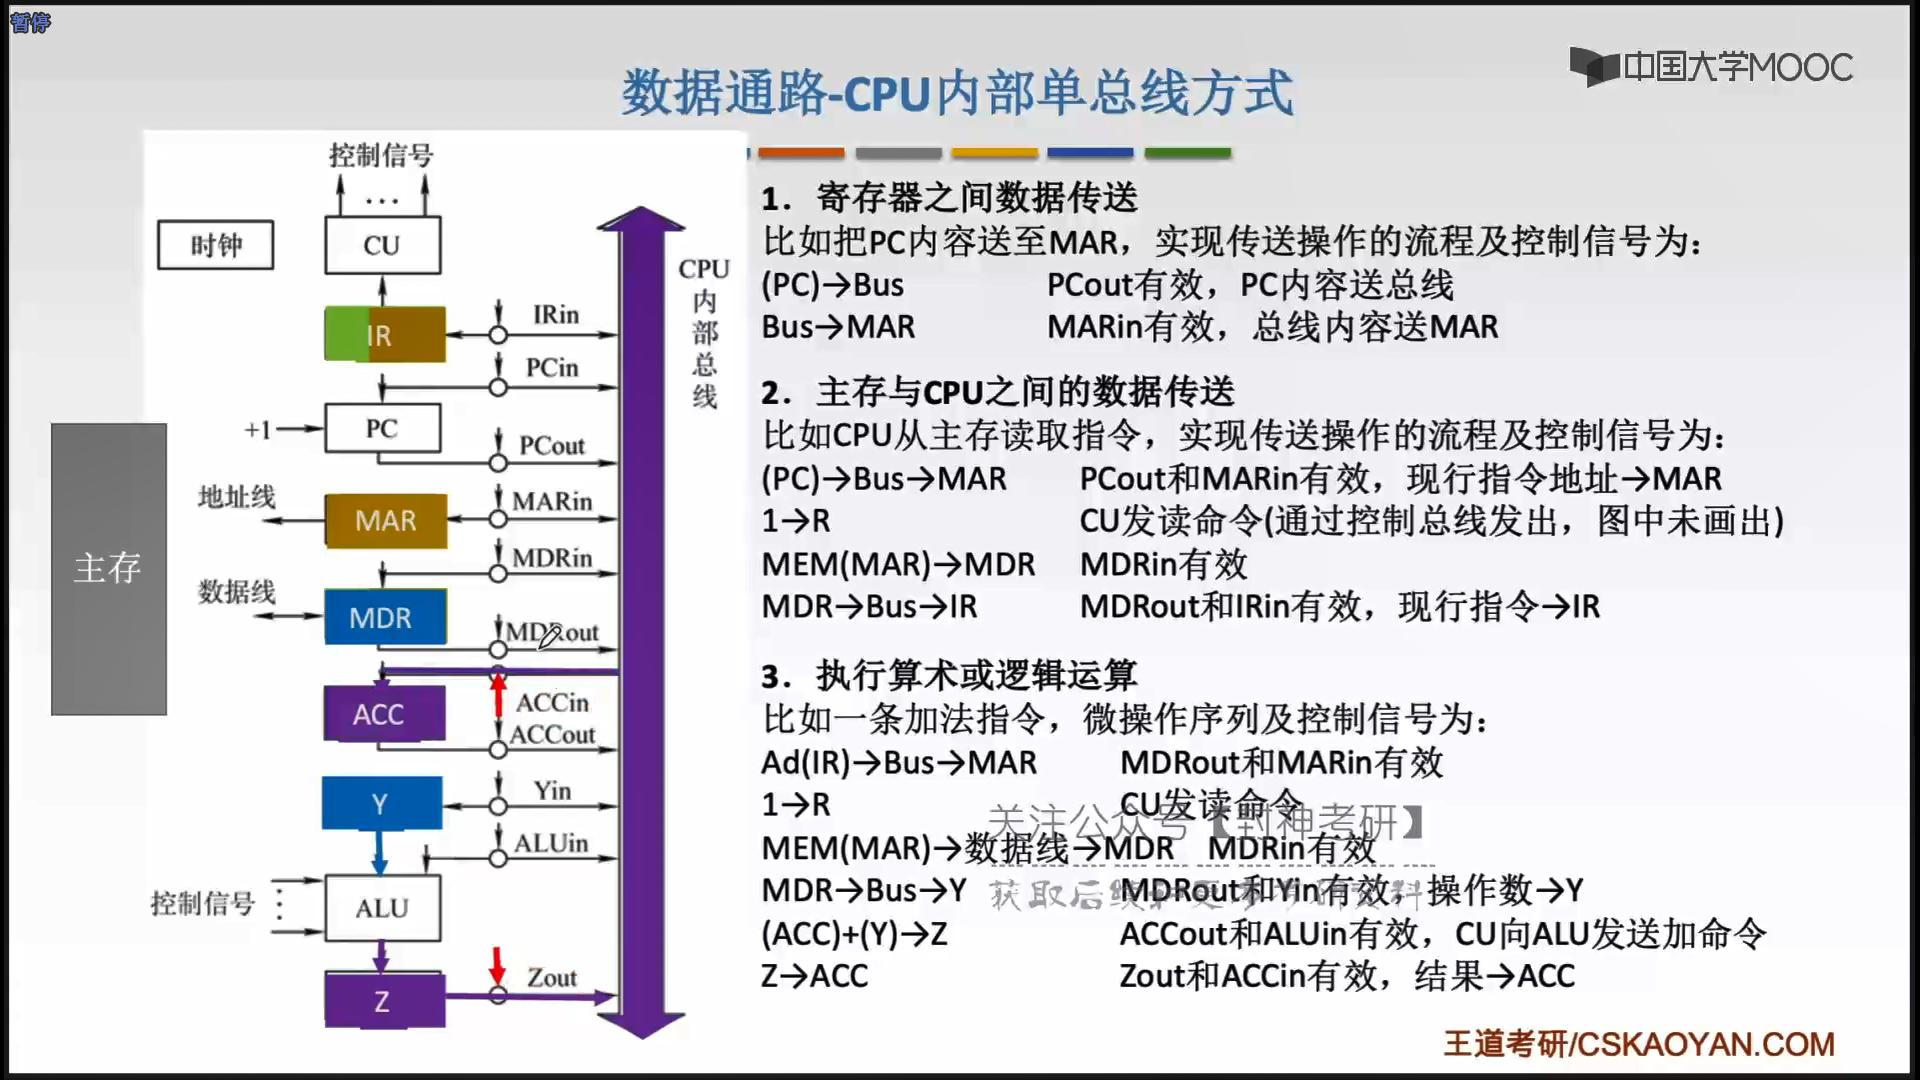 暂停
中国大学MOOC
数据通路-CPU内部单总线方式
控制信号
...
时钟
CU
CPU内部总线
IR
IRin
PCin
+1
PC
PCout
地址线
MAR
MARin
MDRin
主存
数据线
MDR
MDRout
ACC
ACCin
ACCout
Y
Yin
ALUin
控制信号
ALU
Z
Zout
1. 寄存器之间数据传送
比如把PC内容送至MAR，实现传送操作的流程及控制信号为：
(PC)→Bus PCout有效，PC内容送总线
Bus→MAR MARin有效，总线内容送MAR
2. 主存与CPU之间的数据传送
比如CPU从主存读取指令，实现传送操作的流程及控制信号为：
(PC)→Bus→MAR PCout和MARin有效，现行指令地址→MAR
1→R CU发读命令(通过控制总线发出，图中未画出)
MEM(MAR)→MDR MDRin有效
MDR→Bus→IR MDRout和IRin有效，现行指令→IR
3. 执行算术或逻辑运算
比如一条加法指令，微操作序列及控制信号为：
Ad(IR)→Bus→MAR MDRout和MARin有效
1→R CU发读命令
关注公众号【封神考研】
MEM(MAR)→数据线→MDR MDRin有效
MDR→Bus→Y MDRout和Yin有效，操作数→Y
(ACC)+(Y)→Z ACCout和ALUin有效，CU向ALU发送加命令
Z→ACC Zout和ACCin有效，结果→ACC
王道考研/CSKAOYAN.COM